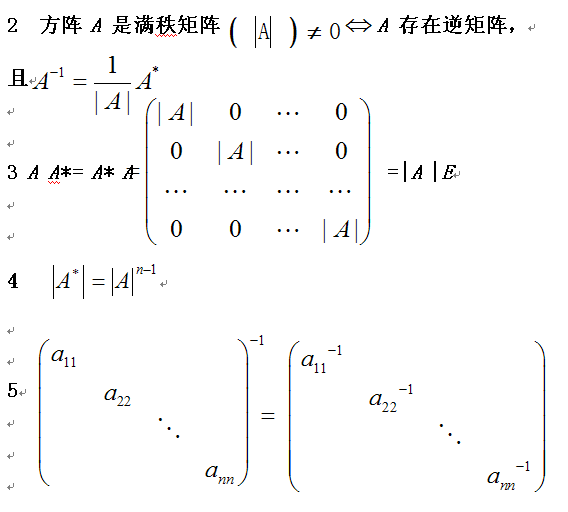 2 方阵 A 是满秩矩阵 ( |A| ) ≠ 0 ⇔ A 存在逆矩阵，
且 A⁻¹ = 1/|A| A*
3 A A*= A* A= ( |A| 0 ⋯ 0
0 |A| ⋯ 0
⋯ ⋯ ⋯ ⋯
0 0 ⋯ |A| ) =|A|E
4 |A*| = |A|ⁿ⁻¹
5 ( a₁₁ a₂₂ ⋱ aₙₙ )⁻¹ = ( a₁₁⁻¹ a₂₂⁻¹ ⋱ aₙₙ⁻¹ )